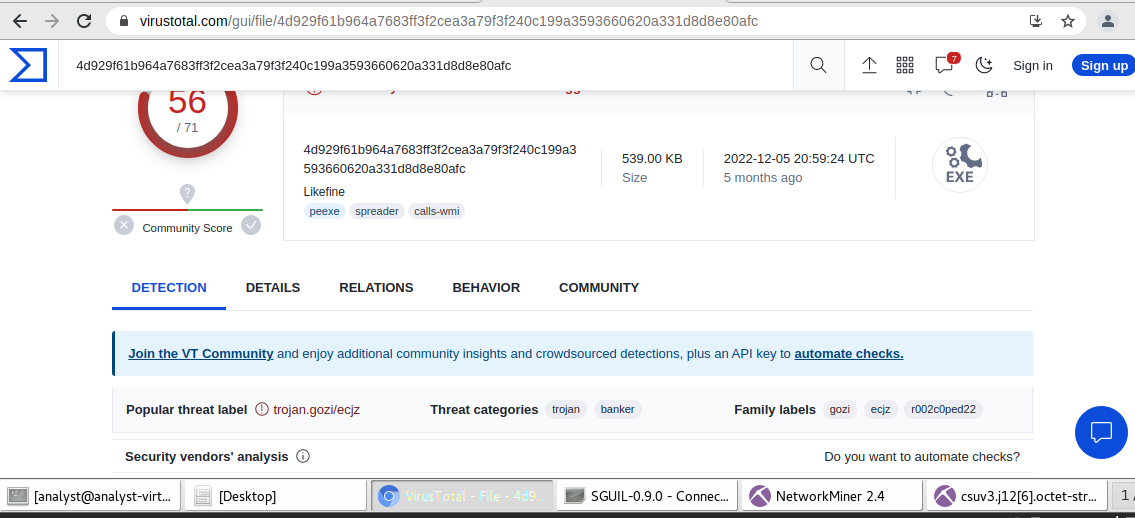 virustotal.com/gui/file/4d929f61b964a7683ff3f2cea3a79f3f240c199a3593660620a331d8d8e80afc
4d929f61b964a7683ff3f2cea3a79f3f240c199a3593660620a331d8d8e80afc
7
Sign in
Sign up
56
/ 71
4d929f61b964a7683ff3f2cea3a79f3f240c199a3
593660620a331d8d8e80afc
Likefine
peexe spreader calls-wmi
539.00 KB
Size
2022-12-05 20:59:24 UTC
5 months ago
EXE
?
Community Score
DETECTION DETAILS RELATIONS BEHAVIOR COMMUNITY
Join the VT Community and enjoy additional community insights and crowdsourced detections, plus an API key to automate checks.
Popular threat label trojan.gozi/ecjz Threat categories trojan banker Family labels gozi ecjz r002c0ped22
Security vendors' analysis Do you want to automate checks?
[analyst@analyst-virt... [Desktop] VirusTotal - File - 4d9... SGUIL-0.9.0 - Connec... NetworkMiner 2.4 csuv3.j12[6].octet-str... 1